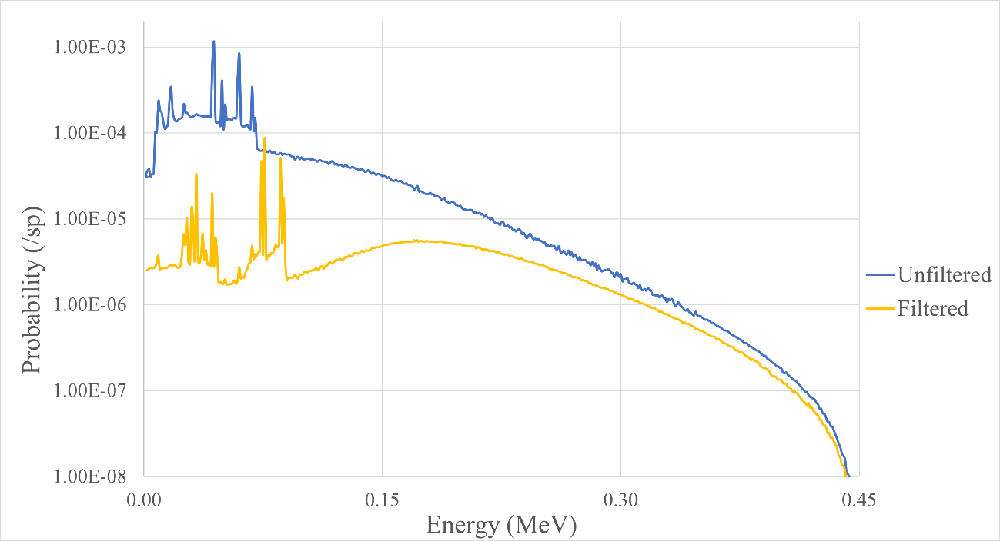 1.00E-03
1.00E-04
1.00E-05
1.00E-06
1.00E-07
1.00E-08
Probability (/sp)
0.00 0.15 0.30 0.45
Energy (MeV)
Unfiltered
Filtered